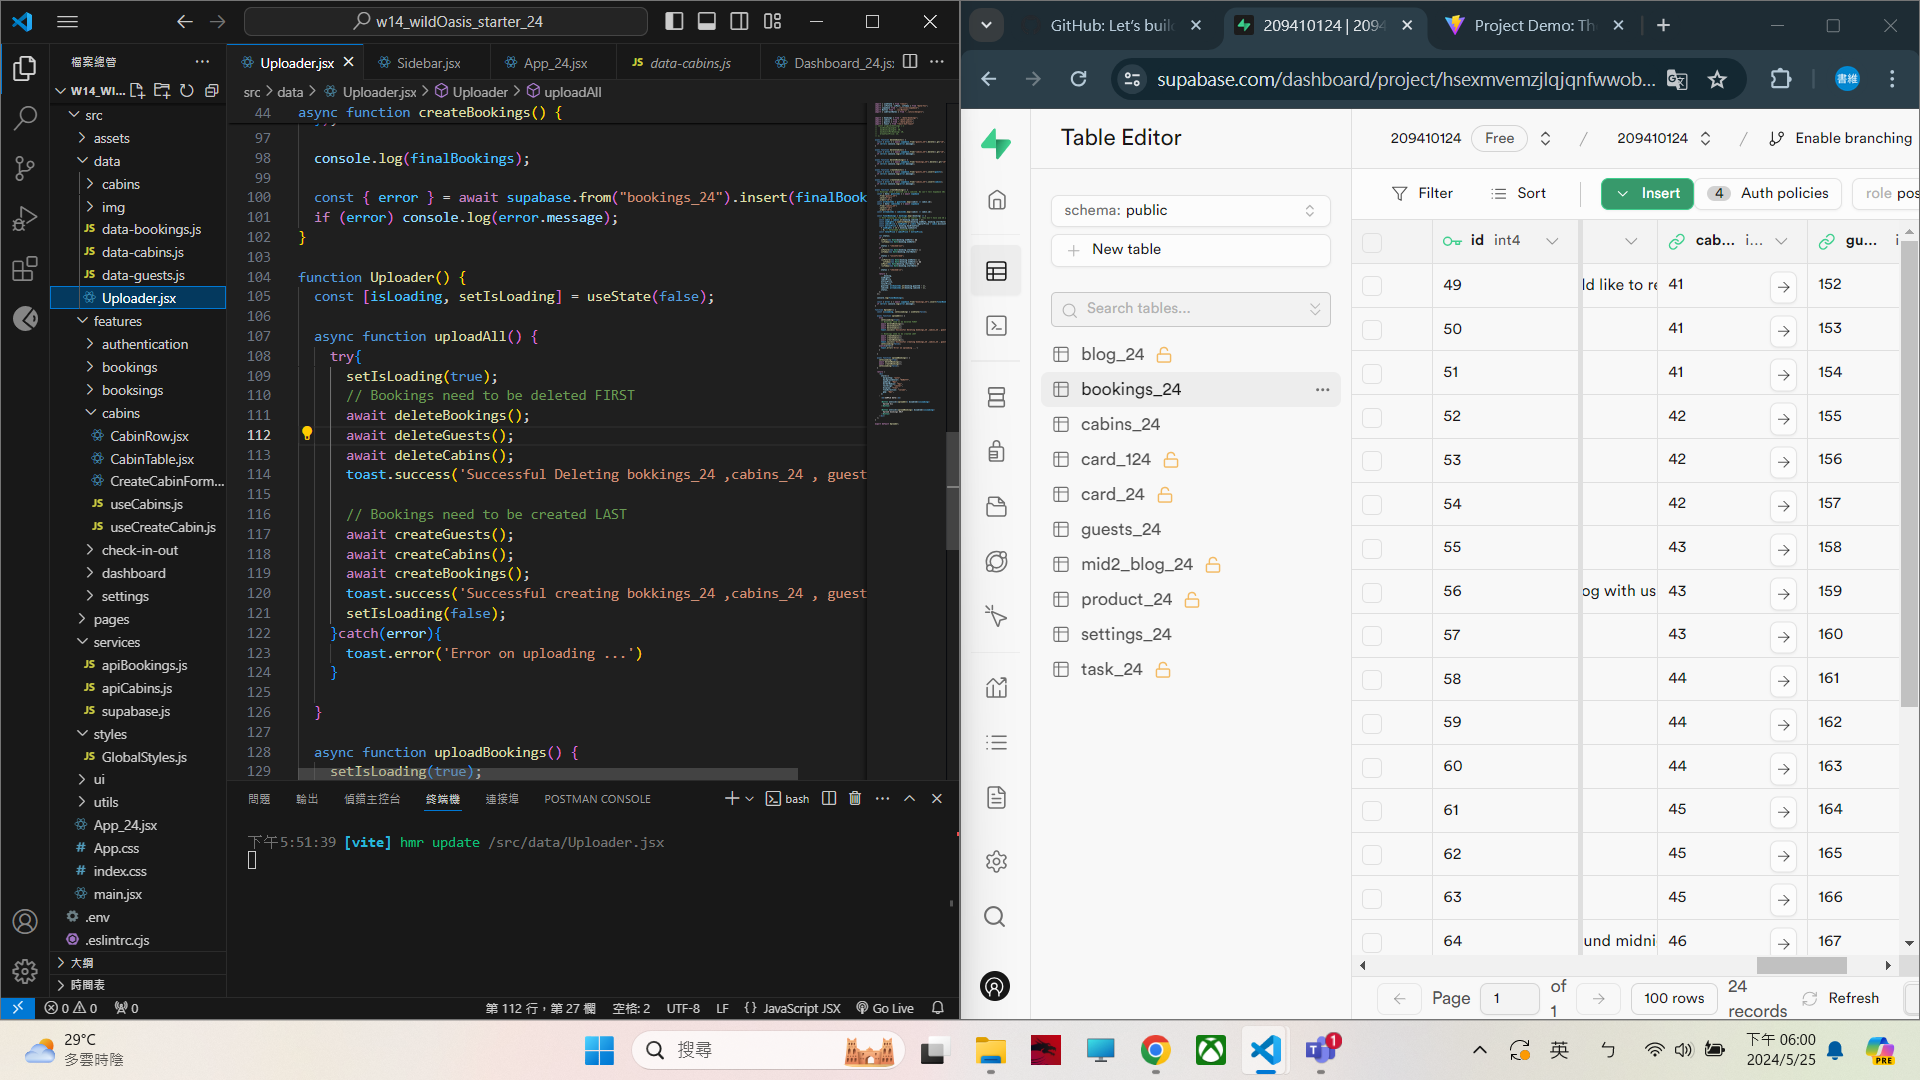 w14_wildOasis_starter_24
檔案總管
W14_WI...
src
assets
data
cabins
img
data-bookings.js
data-cabins.js
data-guests.js
Uploader.jsx
features
authentication
bookings
booksings
cabins
CabinRow.jsx
CabinTable.jsx
CreateCabinForm...
useCabins.js
useCreateCabin.js
check-in-out
dashboard
settings
pages
services
apiBookings.js
apiCabins.js
supabase.js
styles
GlobalStyles.js
ui
utils
App_24.jsx
App.css
index.css
main.jsx
.env
.eslintrc.cjs
大綱
時間表
Uploader.jsx
Sidebar.jsx
App_24.jsx
data-cabins.js
Dashboard_24.js:
src > data > Uploader.jsx > Uploader > uploadAll
44 async function createBookings() {
97
98 console.log(finalBookings);
99
100 const { error } = await supabase.from("bookings_24").insert(finalBook
101 if (error) console.log(error.message);
102 }
103
104 function Uploader() {
105 const [isLoading, setIsLoading] = useState(false);
106
107 async function uploadAll() {
108 try{
109 setIsLoading(true);
110 // Bookings need to be deleted FIRST
111 await deleteBookings();
112 await deleteGuests();
113 await deleteCabins();
114 toast.success('Successful Deleting bokkings_24 ,cabins_24 , guest
115
116 // Bookings need to be created LAST
117 await createGuests();
118 await createCabins();
119 await createBookings();
120 toast.success('Successful creating bokkings_24 ,cabins_24 , guest
121 setIsLoading(false);
122 }catch(error){
123 toast.error('Error on uploading ...')
124 }
125
126 }
127
128 async function uploadBookings() {
129 setIsLoading(true);
問題 輸出 偵錯主控台 終端機 連接埠 POSTMAN CONSOLE
bash
下午5:51:39 [vite] hmr update /src/data/Uploader.jsx
0 0 0
第 112 行，第 27 欄 空格: 2 UTF-8 LF {} JavaScript JSX Go Live
GitHub: Let's buil
209410124 | 2094
Project Demo: Th
supabase.com/dashboard/project/hsexmvemzjlqjqnfwwob...
書維
Table Editor
209410124 Free / 209410124 / Enable branching
schema: public
New table
Search tables...
blog_24
bookings_24
cabins_24
card_124
card_24
guests_24
mid2_blog_24
product_24
settings_24
task_24
Filter Sort Insert 4 Auth policies role pos
id int4 cab... i... gu... i
49 ld like to re 41 152
50 41 153
51 41 154
52 42 155
53 42 156
54 42 157
55 43 158
56 og with us 43 159
57 43 160
58 44 161
59 44 162
60 44 163
61 45 164
62 45 165
63 45 166
64 und midni 46 167
Page 1 of 1 100 rows 24 records Refresh
29°C
多雲時陰
搜尋
1
英
ㄅ
下午 06:00
2024/5/25
PRE